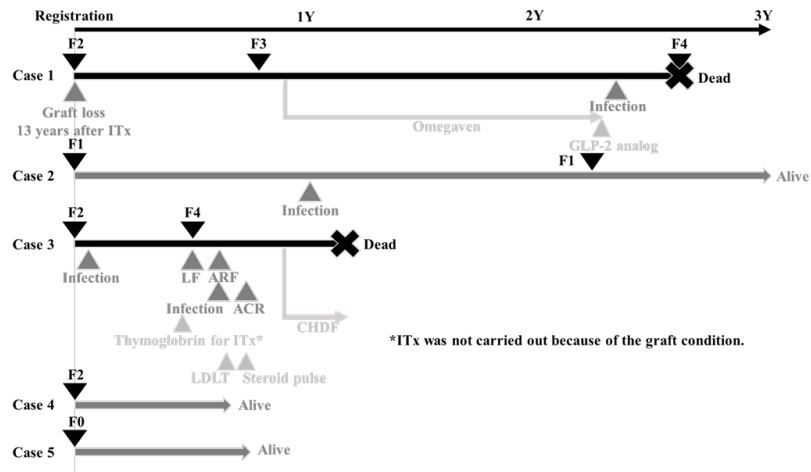 Registration 1Y 2Y 3Y
F2 F3 F4
Case 1 Dead
Graft loss Infection
13 years after ITx Omegaven
GLP-2 analog
F1 F1
Case 2 Alive
Infection
F2 F4
Case 3 Dead
Infection LF ARF
Infection ACR
Thymoglobrin for ITx* CHDF
*ITx was not carried out because of the graft condition.
LDLT Steroid pulse
F2
Case 4 Alive
F0
Case 5 Alive